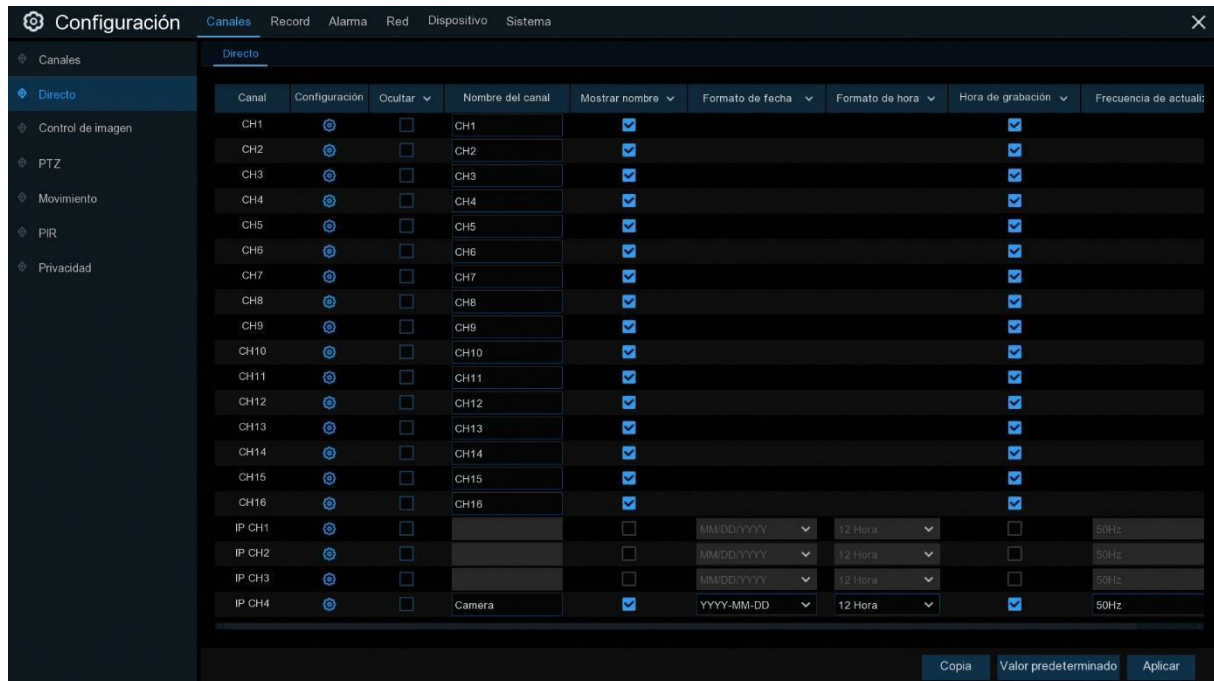 Configuración Canales Record Alarma Red Dispositivo Sistema
Canales
Directo
Control de imagen
PTZ
Movimiento
PIR
Privacidad
Directo
Canal Configuración Ocultar Nombre del canal Mostrar nombre Formato de fecha Formato de hora Hora de grabación Frecuencia de actualiz
CH1 CH1
CH2 CH2
CH3 CH3
CH4 CH4
CH5 CH5
CH6 CH6
CH7 CH7
CH8 CH8
CH9 CH9
CH10 CH10
CH11 CH11
CH12 CH12
CH13 CH13
CH14 CH14
CH15 CH15
CH16 CH16
IP CH1 MM/DD/YYYY 12 Hora 50Hz
IP CH2 MM/DD/YYYY 12 Hora 50Hz
IP CH3 MM/DD/YYYY 12 Hora 50Hz
IP CH4 Camera YYYY-MM-DD 12 Hora 50Hz
Copia Valor predeterminado Aplicar